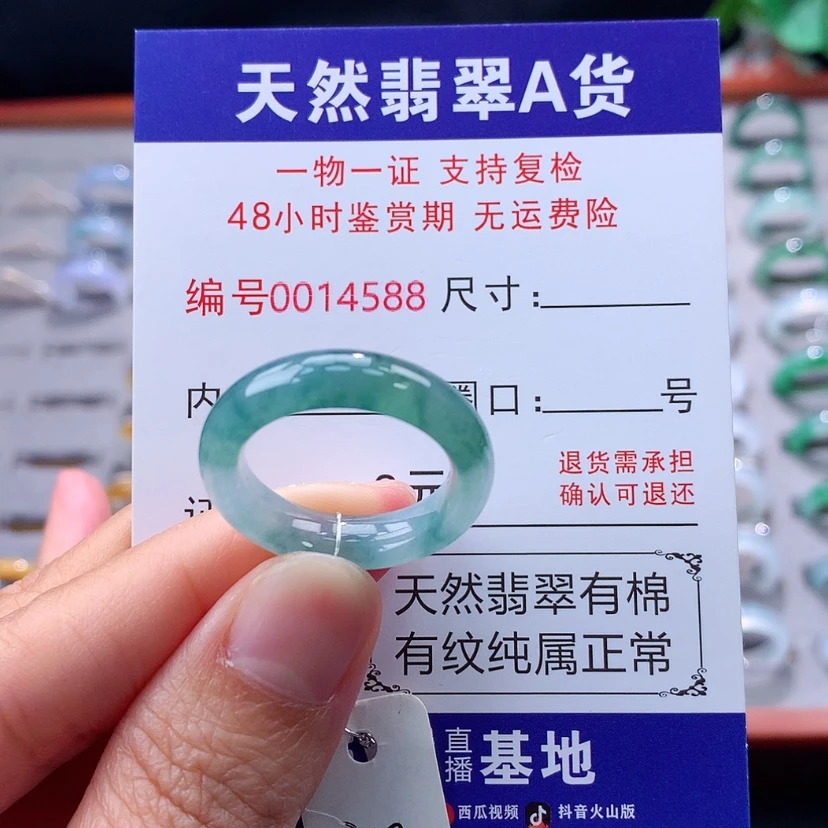 天然翡翠A货
一物一证 支持复检
48小时鉴赏期 无运费险
编号0014588 尺寸:
内 圈口: 号
元
退货需承担
确认可退还
天然翡翠有棉
有纹纯属正常
直播基地
西瓜视频 抖音火山版